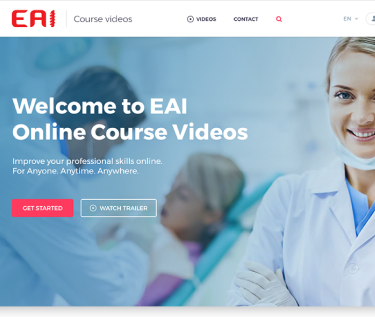 EAI
Course videos
VIDEOS
CONTACT
EN
Welcome to EAI
Online Course Videos
Improve your professional skills online.
For Anyone. Anytime. Anywhere.
GET STARTED
WATCH TRAILER